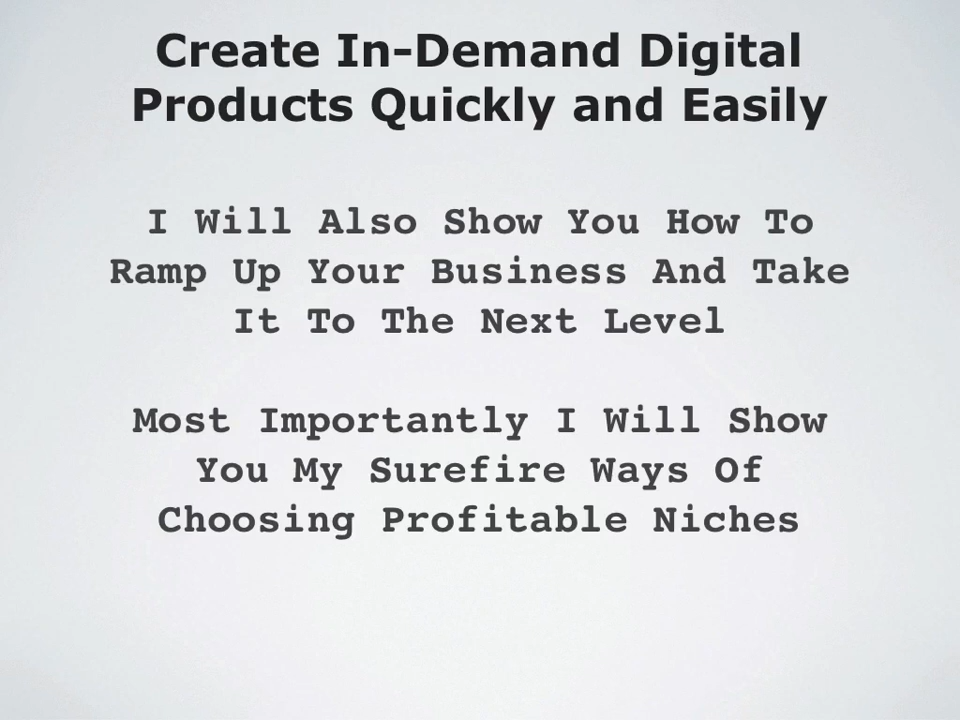 Create In-Demand Digital
Products Quickly and Easily
I Will Also Show You How To
Ramp Up Your Business And Take
It To The Next Level
Most Importantly I Will Show
You My Surefire Ways Of
Choosing Profitable Niches